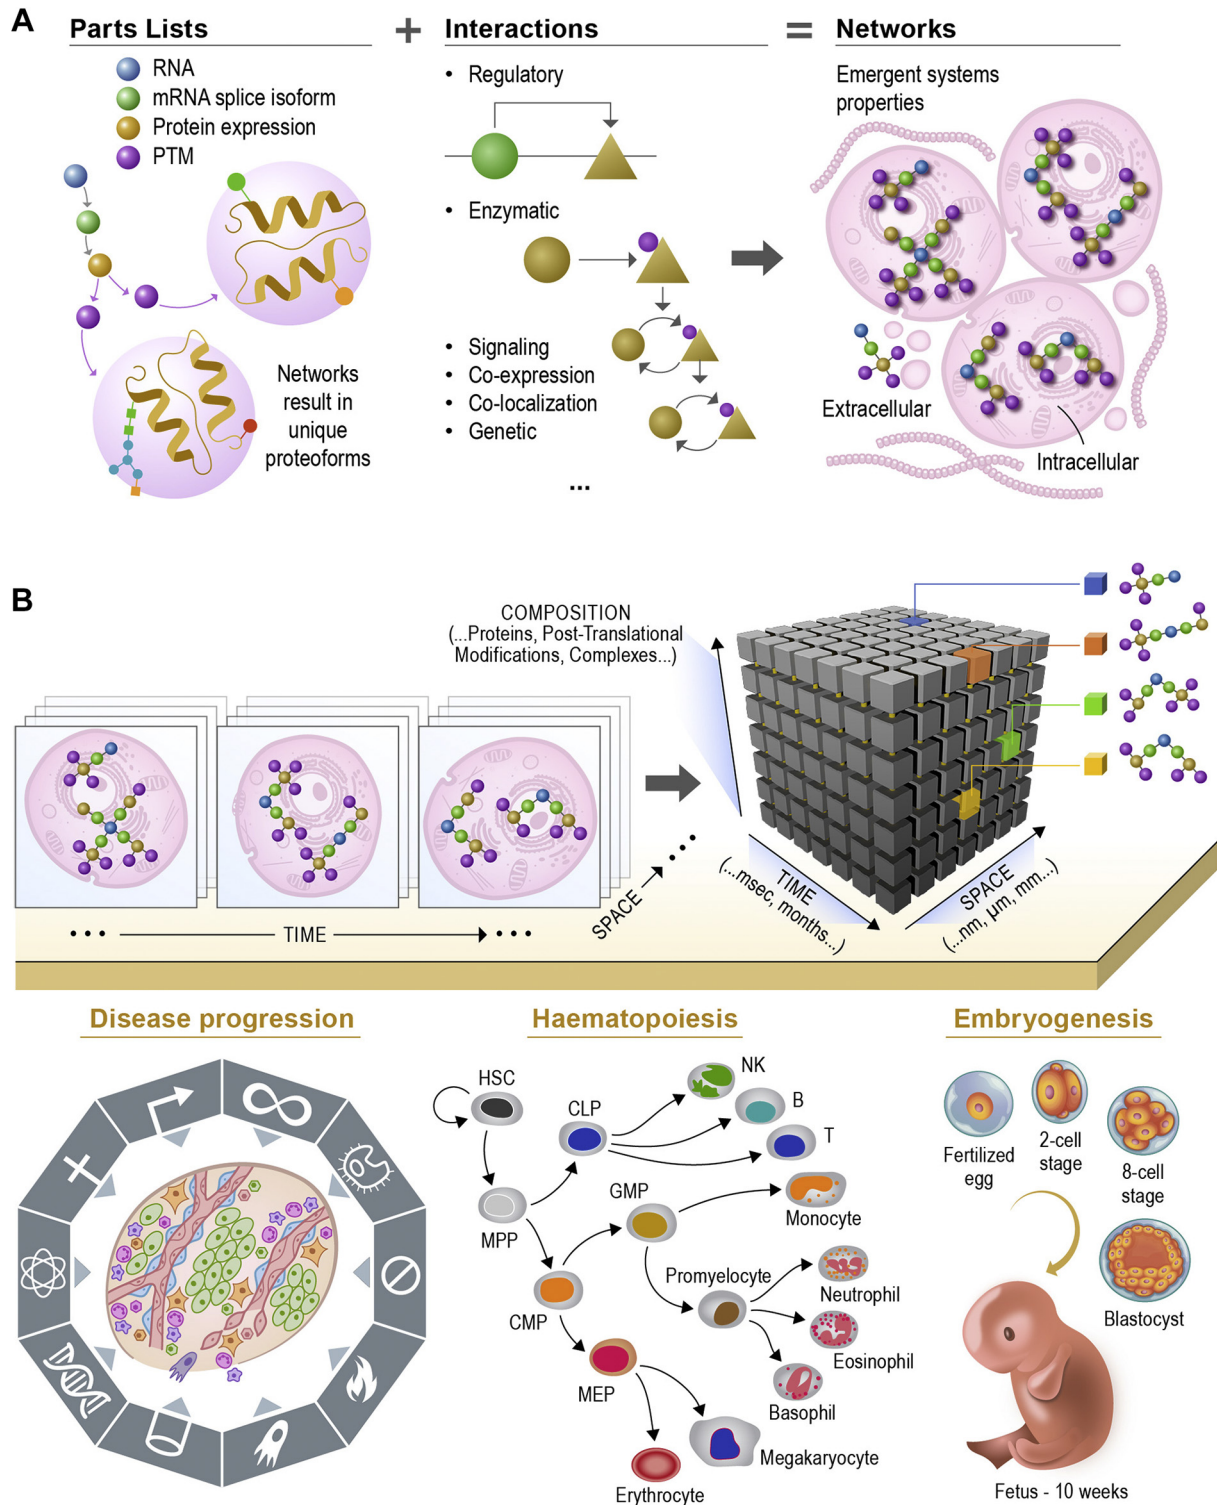 A
Parts Lists + Interactions = Networks
RNA
mRNA splice isoform
Protein expression
PTM
Networks
result in
unique
proteoforms
• Regulatory
• Enzymatic
• Signaling
• Co-expression
• Co-localization
• Genetic
...
Emergent systems
properties
Extracellular
Intracellular
B
COMPOSITION
(...Proteins, Post-Translational
Modifications, Complexes...)
••• TIME •••
SPACE •••
TIME
(...msec, months...)
SPACE
(...nm, µm, mm...)
Disease progression
Haematopoiesis
HSC
MPP
CLP
NK
B
T
GMP
Monocyte
CMP
Promyelocyte
Neutrophil
Eosinophil
Basophil
MEP
Megakaryocyte
Erythrocyte
Embryogenesis
Fertilized
egg
2-cell
stage
8-cell
stage
Blastocyst
Fetus - 10 weeks